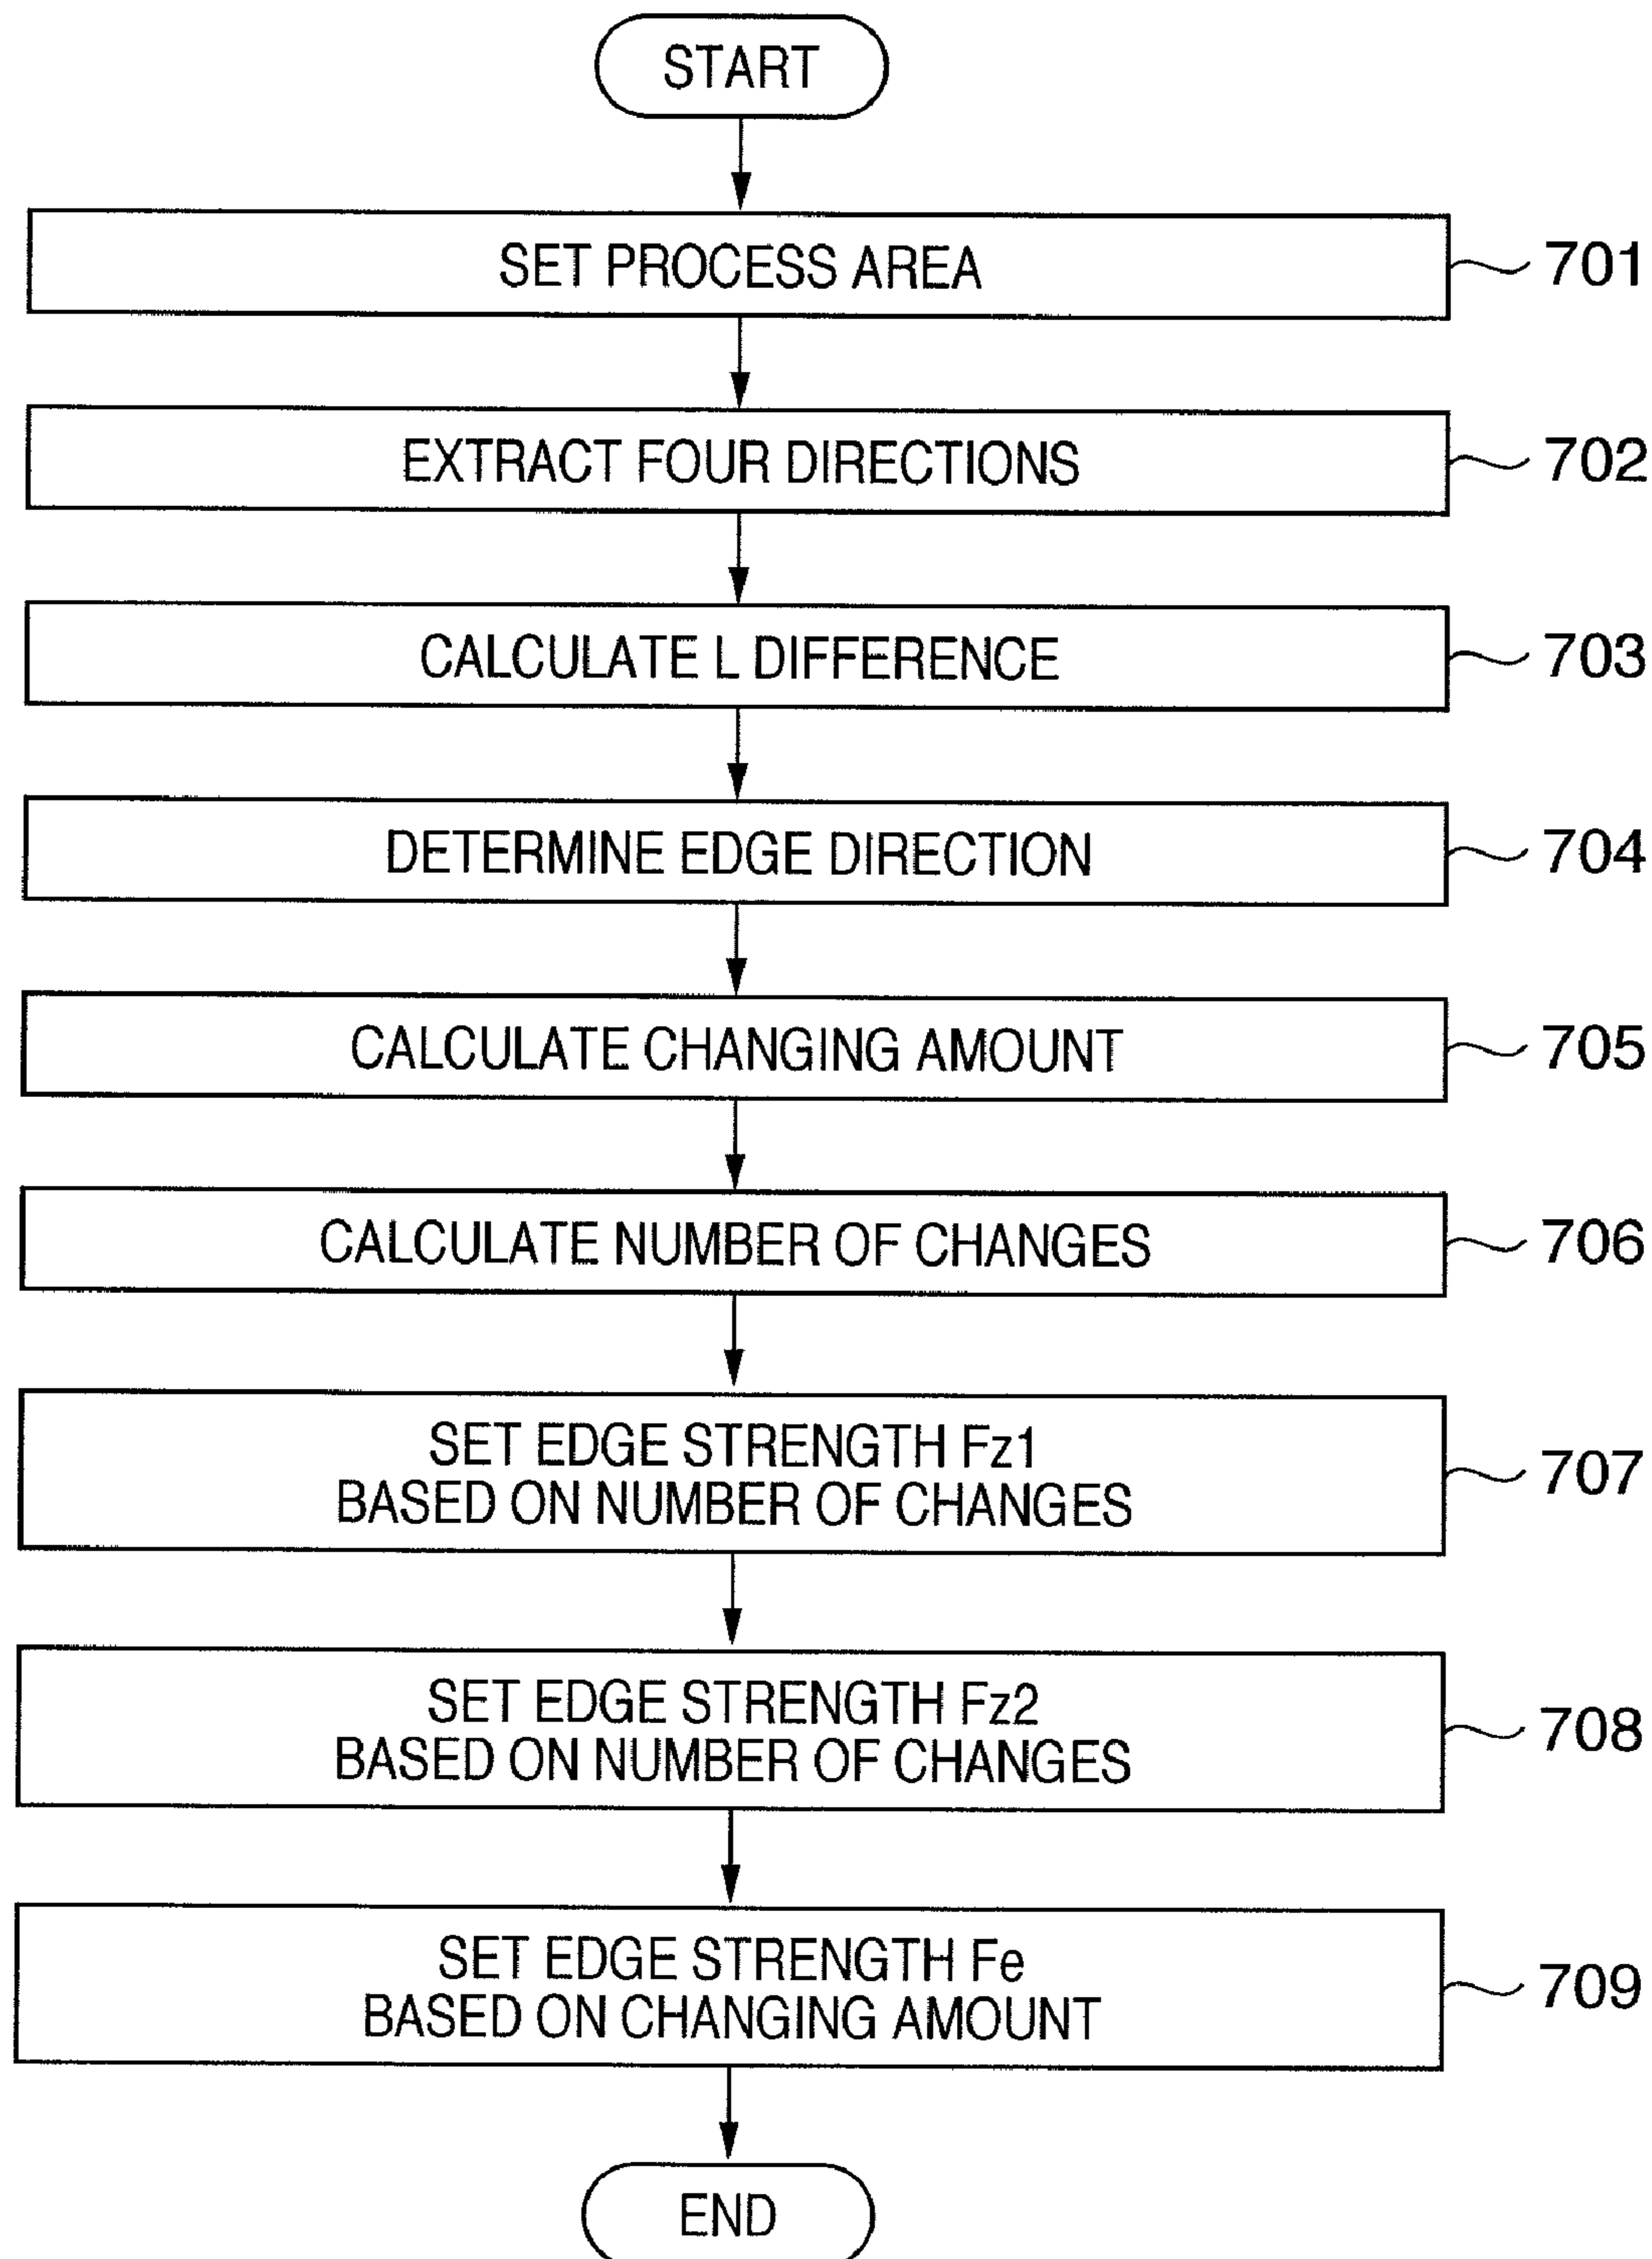 START
SET PROCESS AREA
701
EXTRACT FOUR DIRECTIONS
702
CALCULATE L DIFFERENCE
703
DETERMINE EDGE DIRECTION
704
CALCULATE CHANGING AMOUNT
705
CALCULATE NUMBER OF CHANGES
706
SET EDGE STRENGTH Fz1
BASED ON NUMBER OF CHANGES
707
SET EDGE STRENGTH Fz2
BASED ON NUMBER OF CHANGES
708
SET EDGE STRENGTH Fe
BASED ON CHANGING AMOUNT
709
END